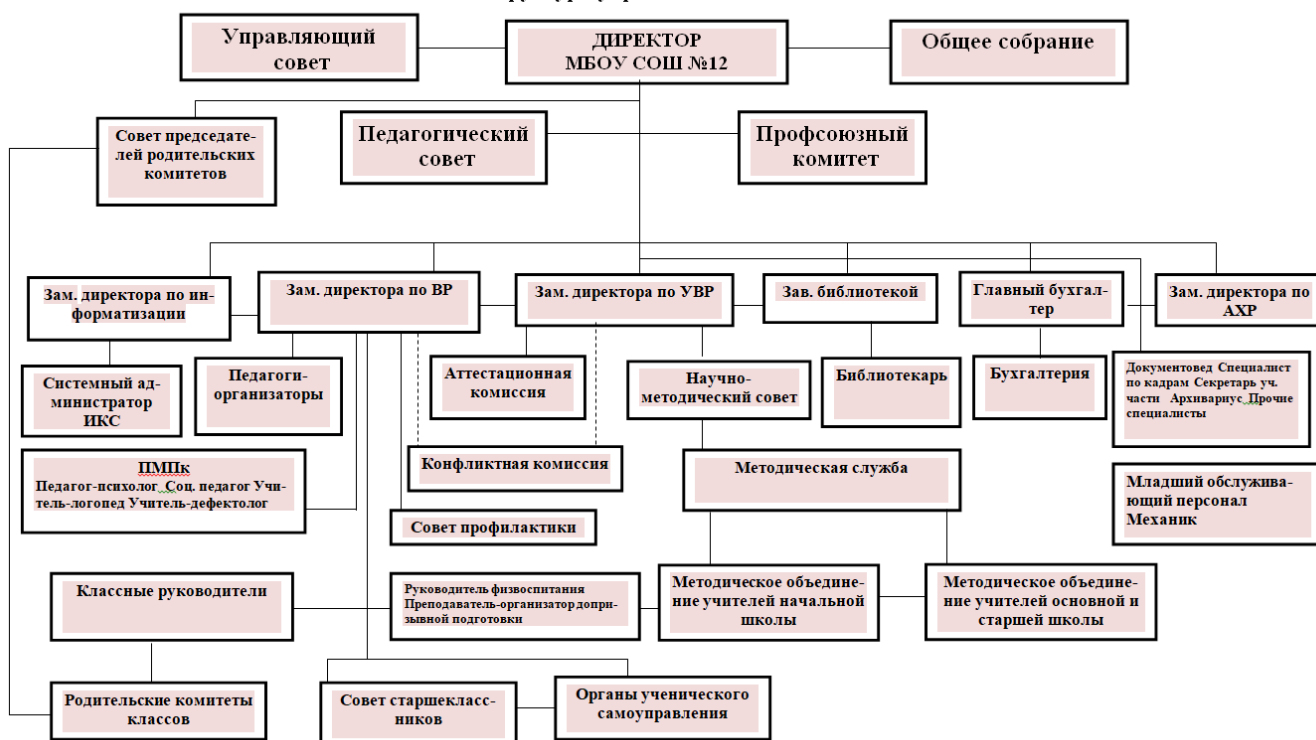 Управляющий
совет
ДИРЕКТОР
МБОУ СОШ №12
Общее собрание
Совет председате-
лей родительских
комитетов
Педагогический
совет
Профсоюзный
комитет
Зам. директора по ин-
форматизации
Зам. директора по ВР
Зам. директора по УВР
Зав. библиотекой
Главный бухгал-
тер
Зам. директора по
АХР
Системный ад-
министратор
ИКС
Педагоги-
организаторы
Аттестационная
комиссия
Научно-
методический совет
Библиотекарь
Бухгалтерия
Документовед Специалист
по кадрам Секретарь уч.
части Архивариус Прочие
специалисты
ПМПк
Педагог-психолог Соц. педагог Учи-
тель-логопед Учитель-дефектолог
Конфликтная комиссия
Методическая служба
Младший обслужива-
ющий персонал
Механик
Совет профилактики
Классные руководители
Руководитель физвоспитания
Преподаватель-организатор допри-
зывной подготовки
Методическое объедине-
ние учителей начальной
школы
Методическое объедине-
ние учителей основной и
старшей школы
Родительские комитеты
классов
Совет старшекласс-
ников
Органы ученического
самоуправления